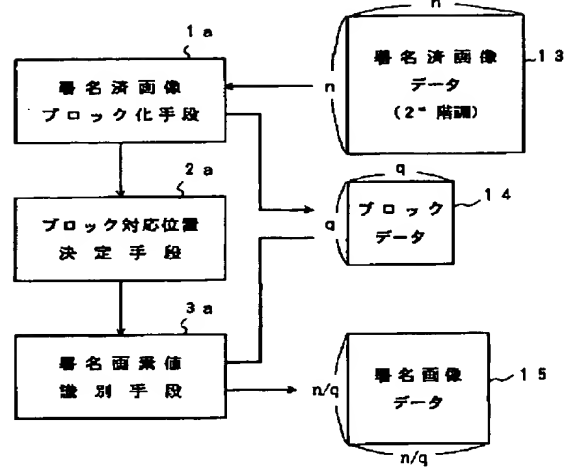 1a
署名済画像
ブロック化手段
2a
ブロック対応位置
決定手段
3a
署名画素値
識別手段
n
n
署名済画像
データ
(2ᵐ階調)
13
q
q
ブロック
データ
14
n/q
署名画像
データ
15
n/q